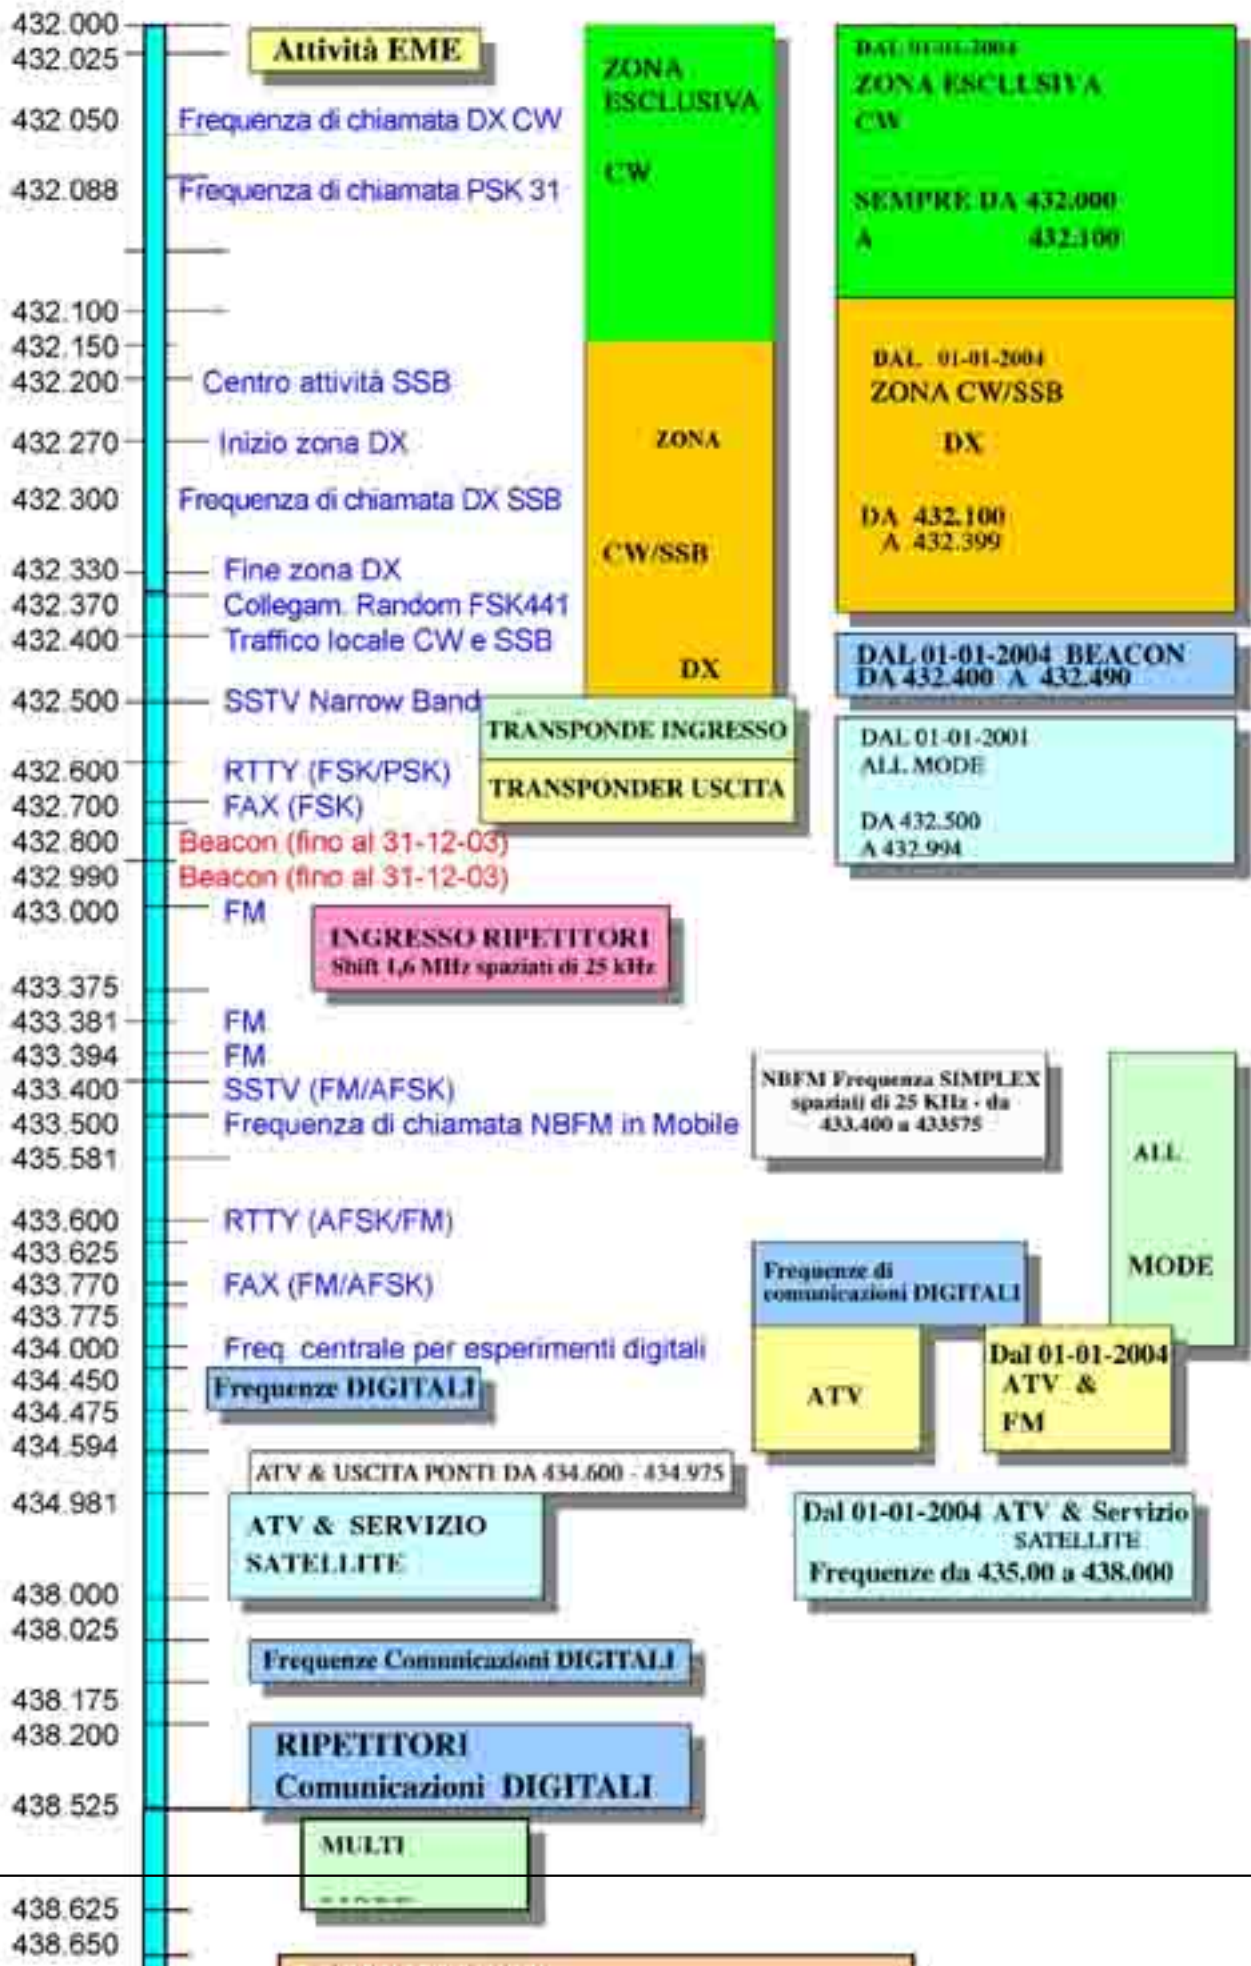 432.000
432.025
Attività EME
432.050 Frequenza di chiamata DX CW
432.088 Frequenza di chiamata PSK 31
432.100
432.150
432.200 Centro attività SSB
432.270 Inizio zona DX
432.300 Frequenza di chiamata DX SSB
432.330 Fine zona DX
432.370 Collegam. Random FSK441
432.400 Traffico locale CW e SSB
432.500 SSTV Narrow Band
432.600 RTTY (FSK/PSK)
432.700 FAX (FSK)
432.800 Beacon (fino al 31-12-03)
432.990 Beacon (fino al 31-12-03)
433.000 FM
ZONA
ESCLUSIVA
CW
ZONA
CW/SSB
DX
TRANSPONDE INGRESSO
TRANSPONDER USCITA
DAL 01-01-2004
ZONA ESCLUSIVA
CW
SEMPRE DA 432.000
A 432.100
DAL 01-01-2004
ZONA CW/SSB
DX
DA 432.100
A 432.399
DAL 01-01-2004 BEACON
DA 432.400 A 432.490
DAL 01-01-2001
ALL MODE
DA 432.500
A 432.994
INGRESSO RIPETITORI
Shift 1,6 MHz spaziati di 25 kHz
433.375
433.381 FM
433.394 FM
433.400 SSTV (FM/AFSK)
433.500 Frequenza di chiamata NBFM in Mobile
435.581
433.600 RTTY (AFSK/FM)
433.625
433.770 FAX (FM/AFSK)
433.775
434.000 Freq. centrale per esperimenti digitali
434.450
Frequenze DIGITALI
434.475
434.594
NBFM Frequenza SIMPLEX
spaziati di 25 KHz - da
433.400 a 433575
ALL
MODE
Frequenze di
comunicazioni DIGITALI
ATV
Dal 01-01-2004
ATV &
FM
ATV & USCITA PONTI DA 434.600 - 434.975
434.981
ATV & SERVIZIO
SATELLITE
Dal 01-01-2004 ATV & Servizio
SATELLITE
Frequenze da 435.00 a 438.000
438.000
438.025
Frequenze Comunicazioni DIGITALI
438.175
438.200
RIPETITORI
Comunicazioni DIGITALI
438.525
MULTI
438.625
438.650